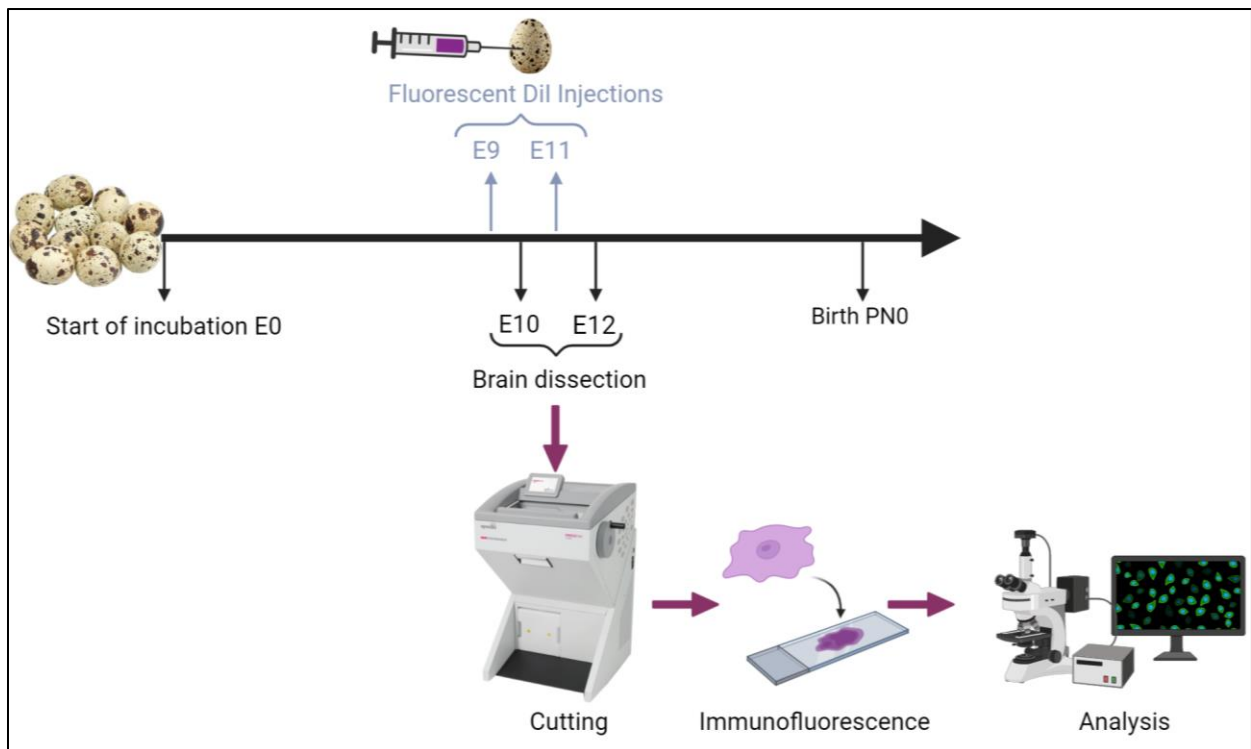 Fluorescent DiI Injections
E9 E11
Start of incubation E0
E10 E12
Birth PN0
Brain dissection
Cutting
Immunofluorescence
Analysis